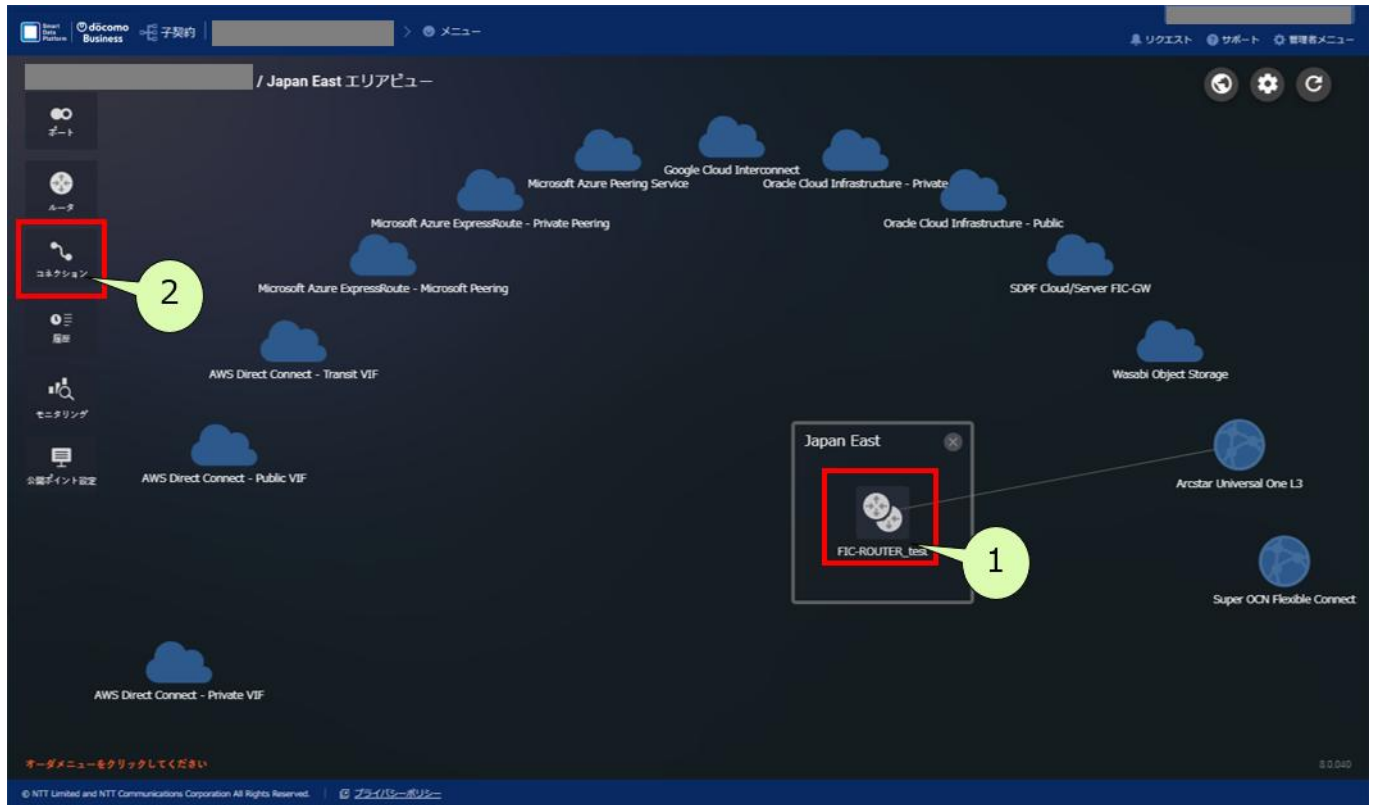 Smart Data Platform
döcomo Business
子契約
> メニュー
リクエスト サポート 管理者メニュー
/ Japan East エリアビュー
ポート
ルータ
コネクション
2
履歴
モニタリング
公開ポイント設定
Google Cloud Interconnect
Microsoft Azure Peering Service
Oracle Cloud Infrastructure - Private
Microsoft Azure ExpressRoute - Private Peering
Oracle Cloud Infrastructure - Public
Microsoft Azure ExpressRoute - Microsoft Peering
SDPF Cloud/Server FIC-GW
AWS Direct Connect - Transit VIF
Wasabi Object Storage
Japan East
AWS Direct Connect - Public VIF
Arcstar Universal One L3
FIC-ROUTER_test
1
Super OCN Flexible Connect
AWS Direct Connect - Private VIF
オーダメニューをクリックしてください
8.0.040
© NTT Limited and NTT Communications Corporation All Rights Reserved. | プライバシーポリシー